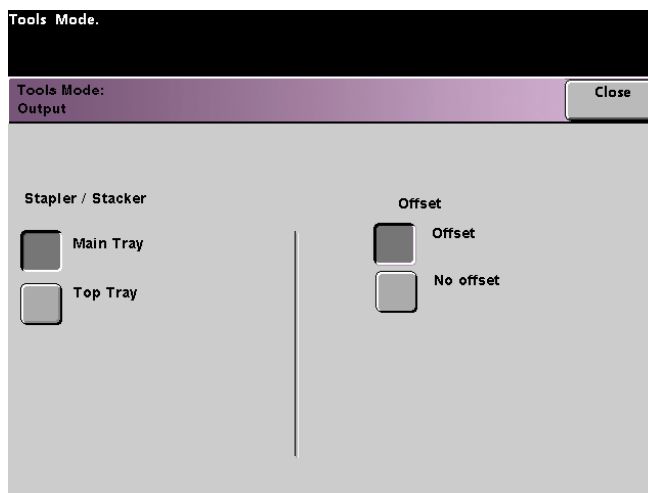 Tools Mode.
Tools Mode:
Output
Close
Stapler / Stacker
Main Tray
Top Tray
Offset
Offset
No offset